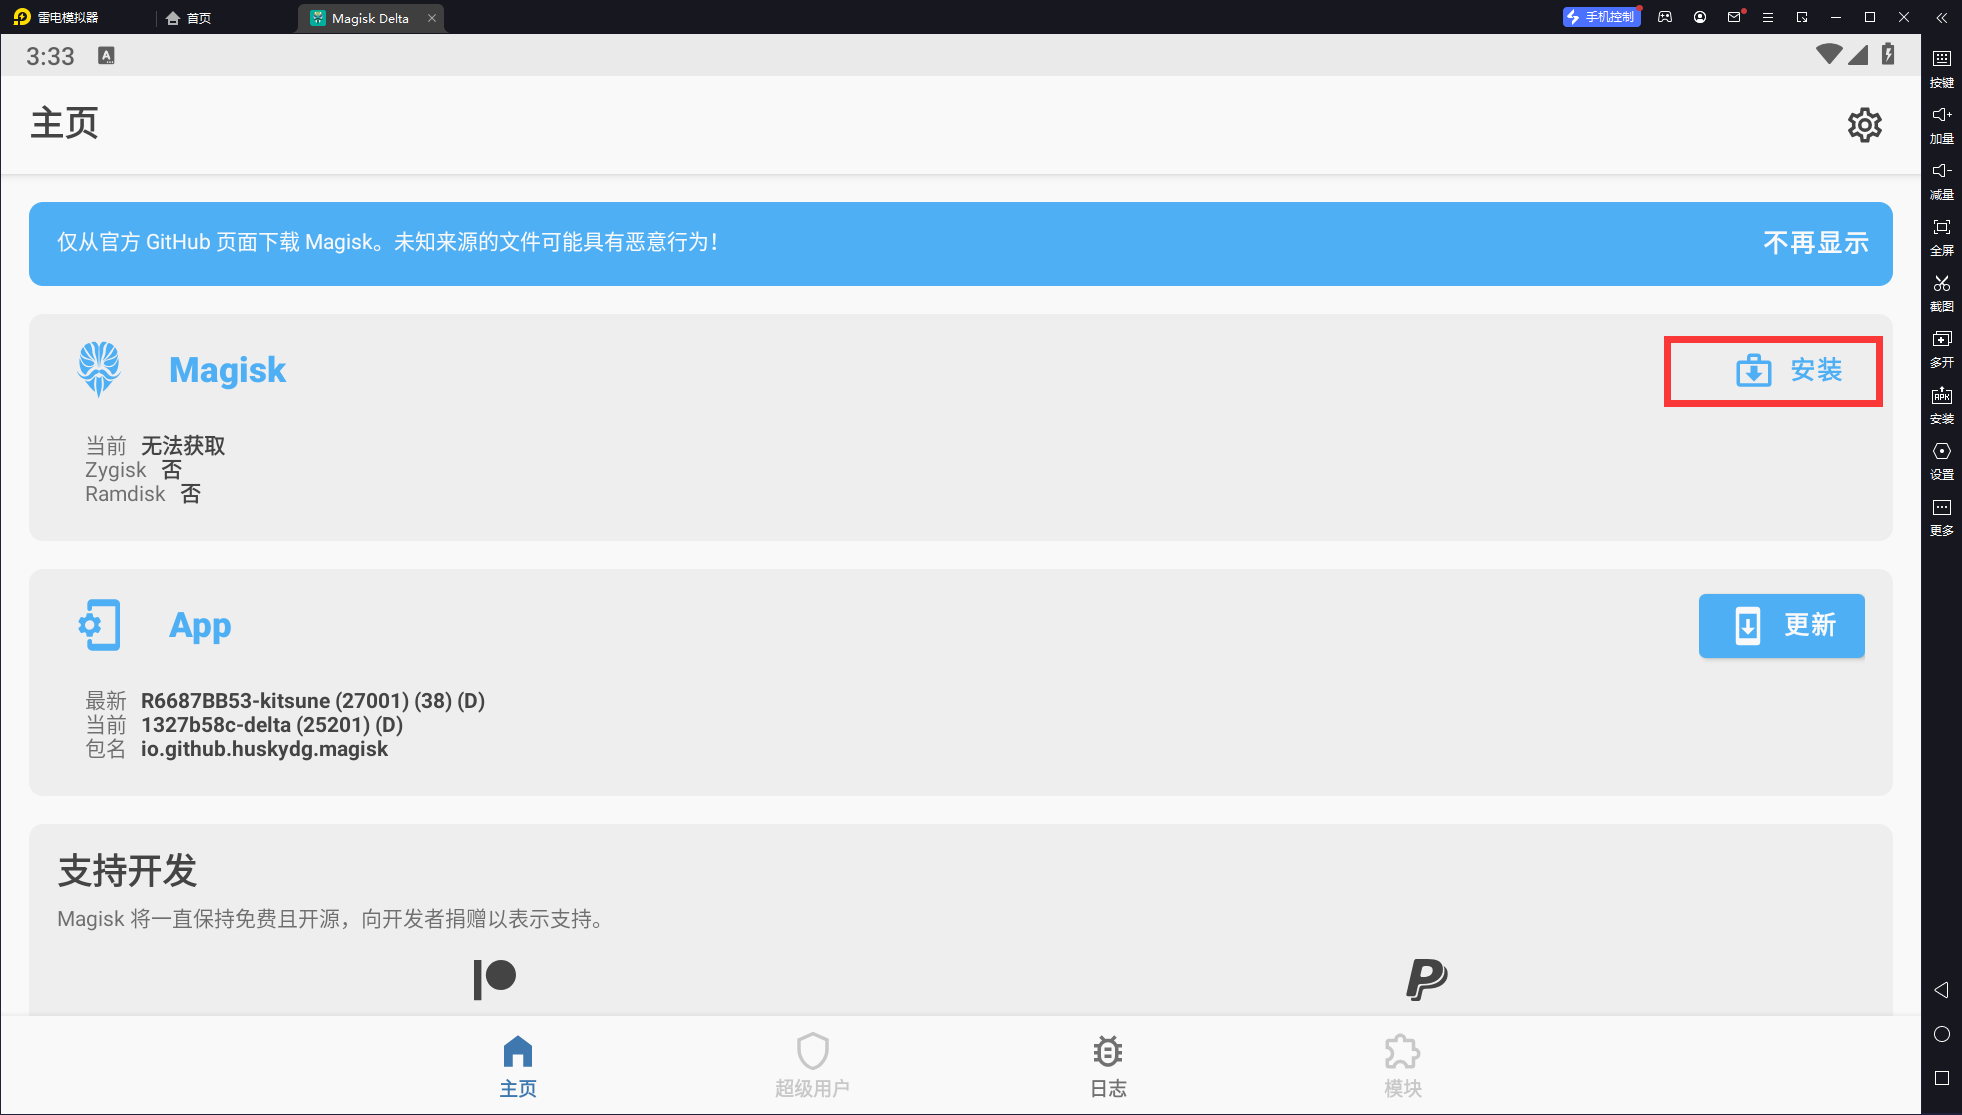 雷电模拟器
首页
Magisk Delta
手机控制
3:33
A
主页
仅从官方 GitHub 页面下载 Magisk。未知来源的文件可能具有恶意行为！
不再显示
Magisk
安装
当前 无法获取
Zygisk 否
Ramdisk 否
App
更新
最新 R6687BB53-kitsune (27001) (38) (D)
当前 1327b58c-delta (25201) (D)
包名 io.github.huskydg.magisk
支持开发
Magisk 将一直保持免费且开源，向开发者捐赠以表示支持。
主页
超级用户
日志
模块
按键
加量
减量
全屏
截图
多开
APK
安装
设置
更多